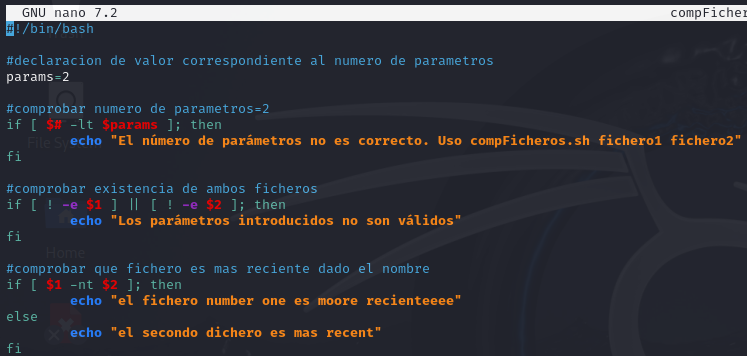 GNU nano 7.2 compFicher
#!/bin/bash
#declaracion de valor correspondiente al numero de parametros
params=2
#comprobar numero de parametros=2
if [ $# -lt $params ]; then
echo "El número de parámetros no es correcto. Uso compFicheros.sh fichero1 fichero2"
fi
#comprobar existencia de ambos ficheros
if [ ! -e $1 ] || [ ! -e $2 ]; then
echo "Los parámetros introducidos no son válidos"
fi
#comprobar que fichero es mas reciente dado el nombre
if [ $1 -nt $2 ]; then
echo "el fichero number one es moore recienteeee"
else
echo "el secondo dichero es mas recent"
fi
File Sy
Home